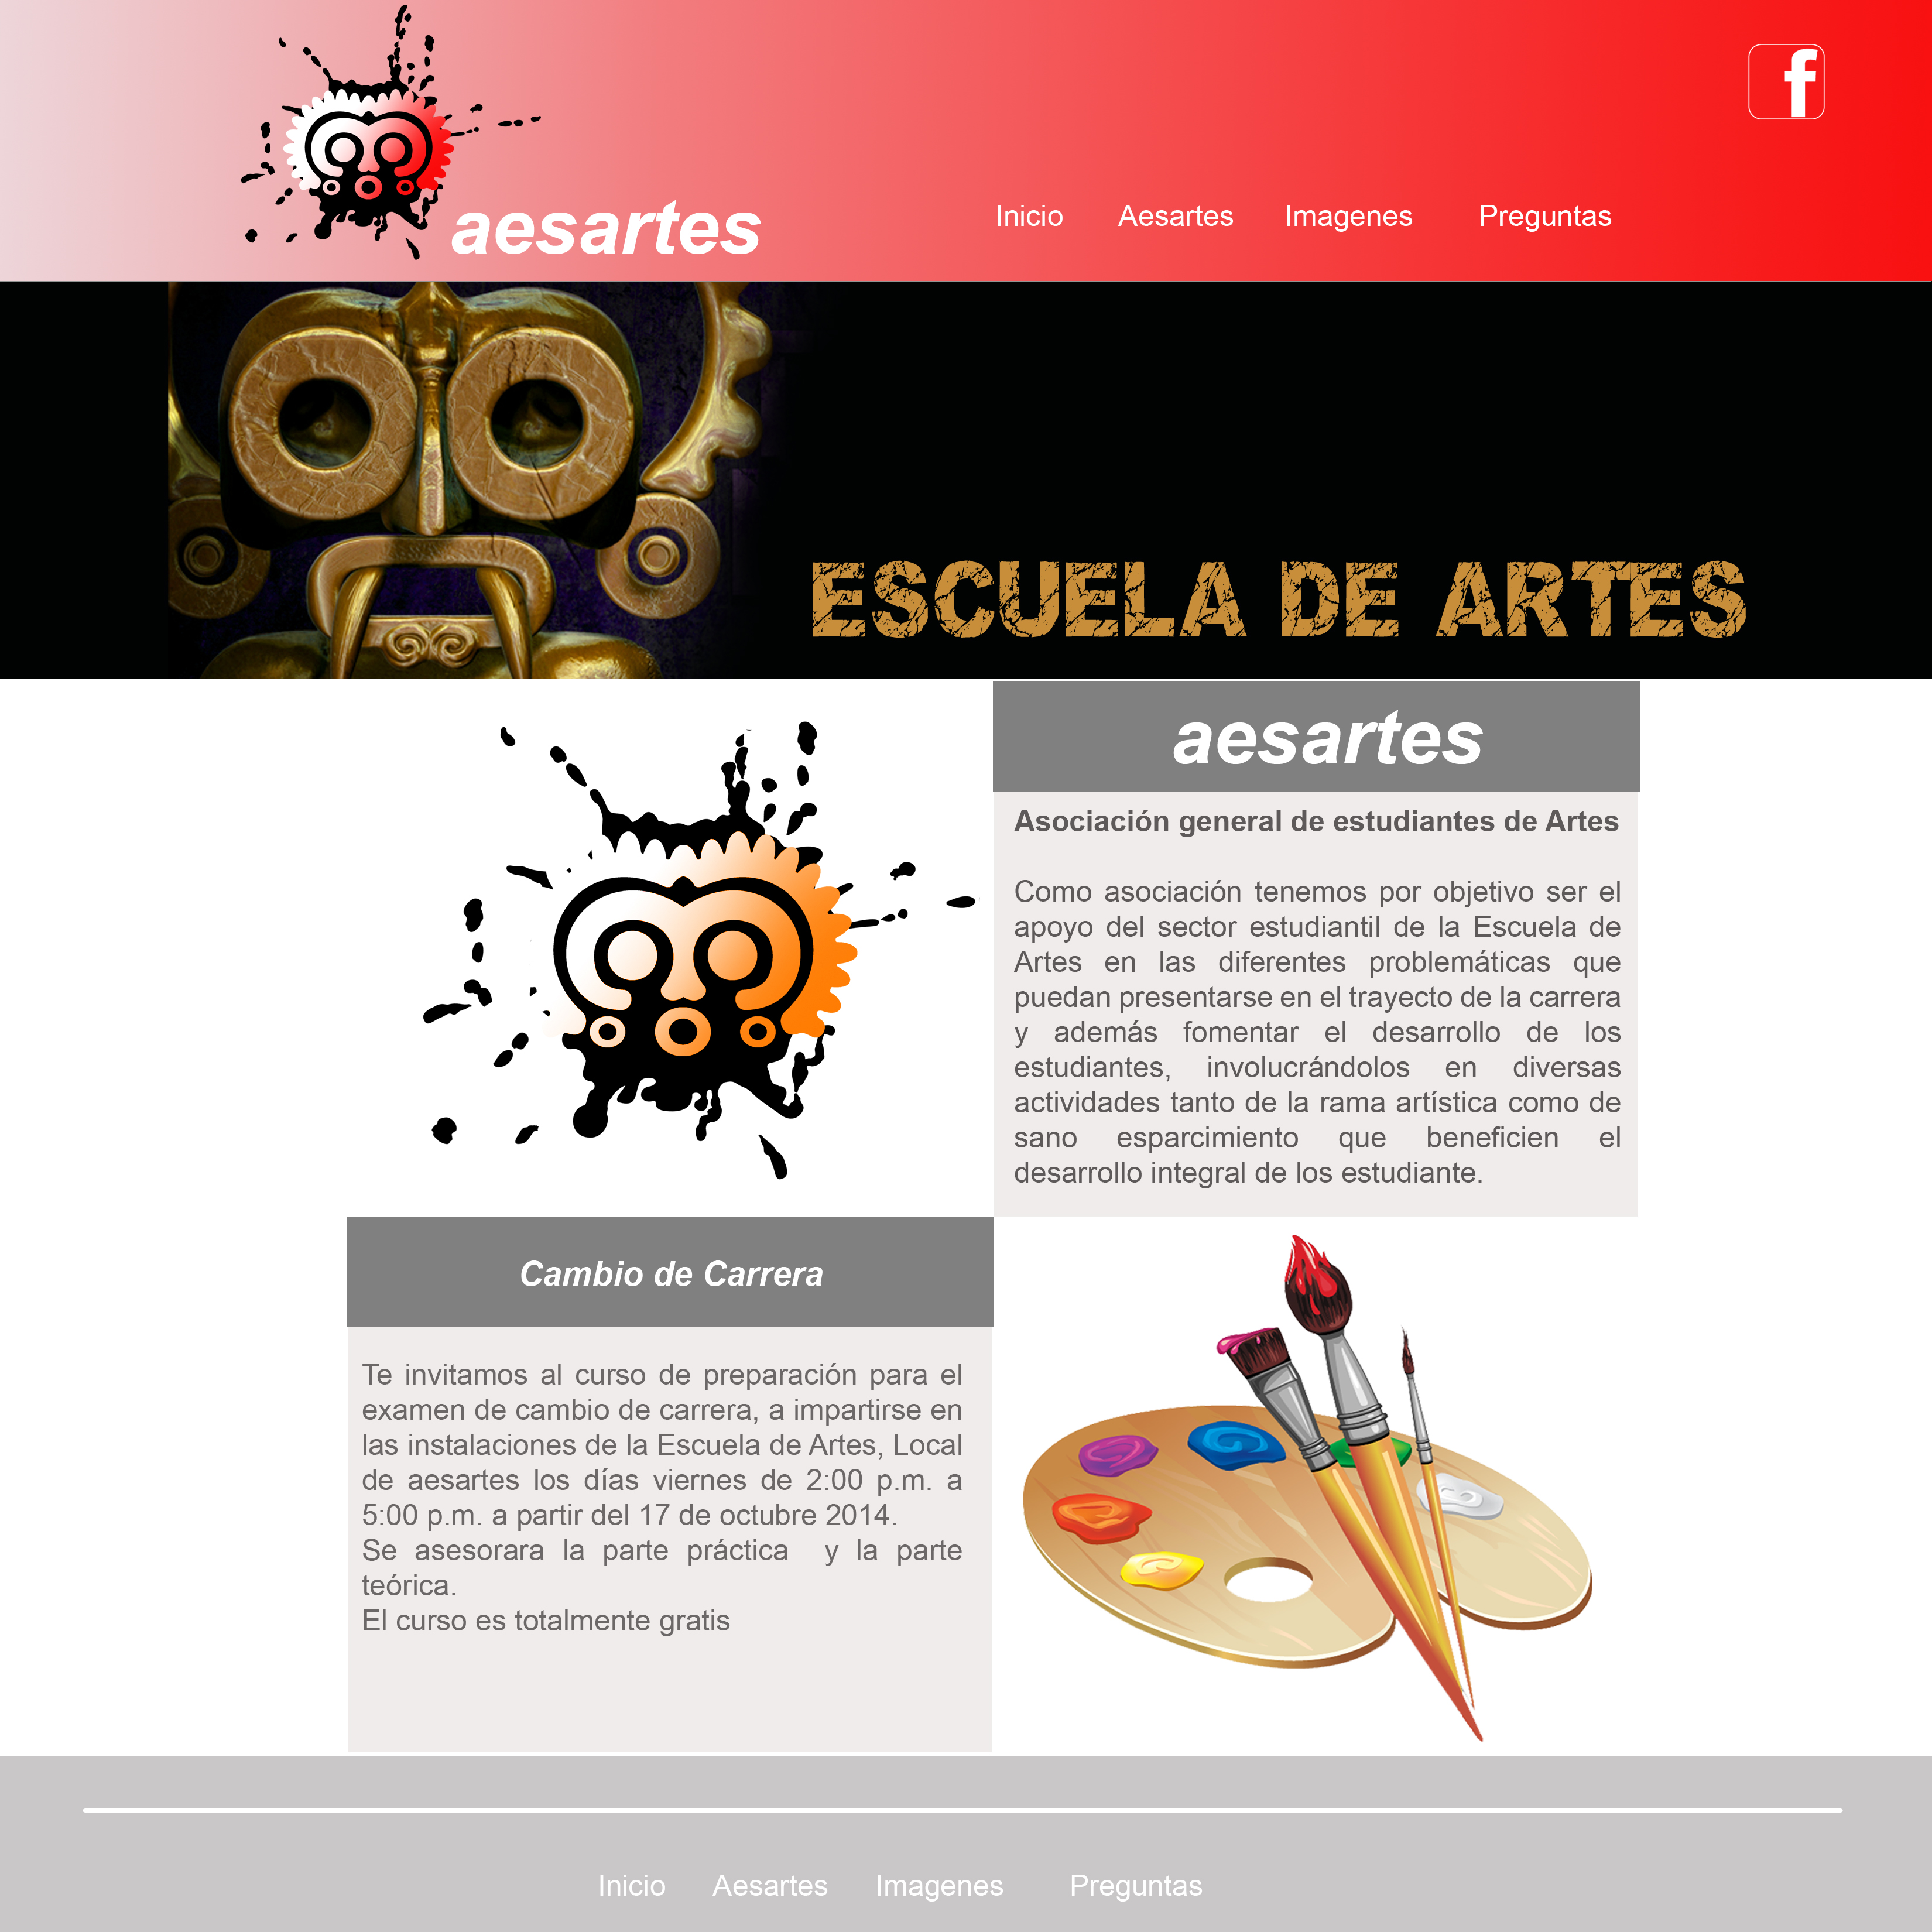 aesartes
Inicio Aesartes Imagenes Preguntas
f
ESCUELA DE ARTES
aesartes
Asociación general de estudiantes de Artes
Como asociación tenemos por objetivo ser el
apoyo del sector estudiantil de la Escuela de
Artes en las diferentes problemáticas que
puedan presentarse en el trayecto de la carrera
y además fomentar el desarrollo de los
estudiantes, involucrándolos en diversas
actividades tanto de la rama artística como de
sano esparcimiento que beneficien el
desarrollo integral de los estudiante.
Cambio de Carrera
Te invitamos al curso de preparación para el
examen de cambio de carrera, a impartirse en
las instalaciones de la Escuela de Artes, Local
de aesartes los días viernes de 2:00 p.m. a
5:00 p.m. a partir del 17 de octubre 2014.
Se asesorara la parte práctica y la parte
teórica.
El curso es totalmente gratis
Inicio Aesartes Imagenes Preguntas